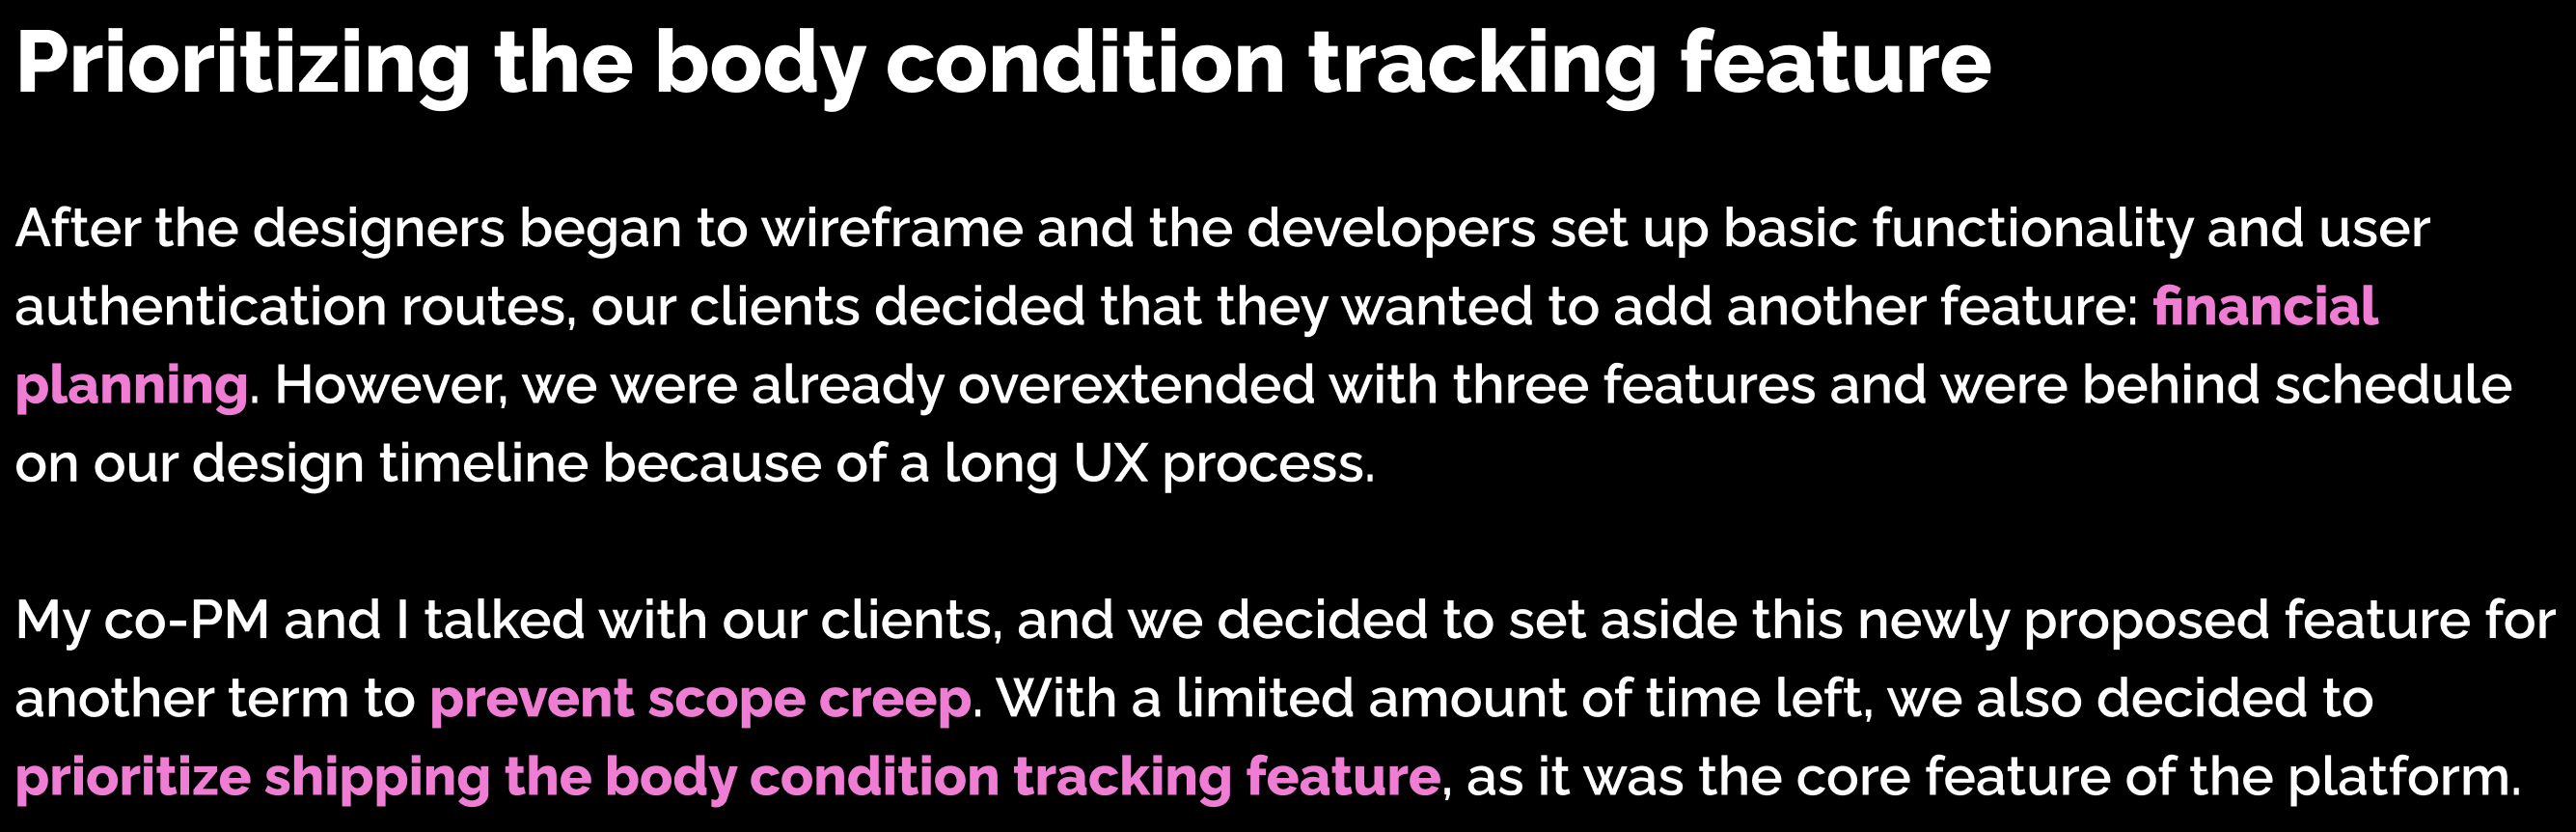 Prioritizing the body condition tracking feature
After the designers began to wireframe and the developers set up basic functionality and user
authentication routes, our clients decided that they wanted to add another feature: financial
planning. However, we were already overextended with three features and were behind schedule
on our design timeline because of a long UX process.
My co-PM and I talked with our clients, and we decided to set aside this newly proposed feature for
another term to prevent scope creep. With a limited amount of time left, we also decided to
prioritize shipping the body condition tracking feature, as it was the core feature of the platform.